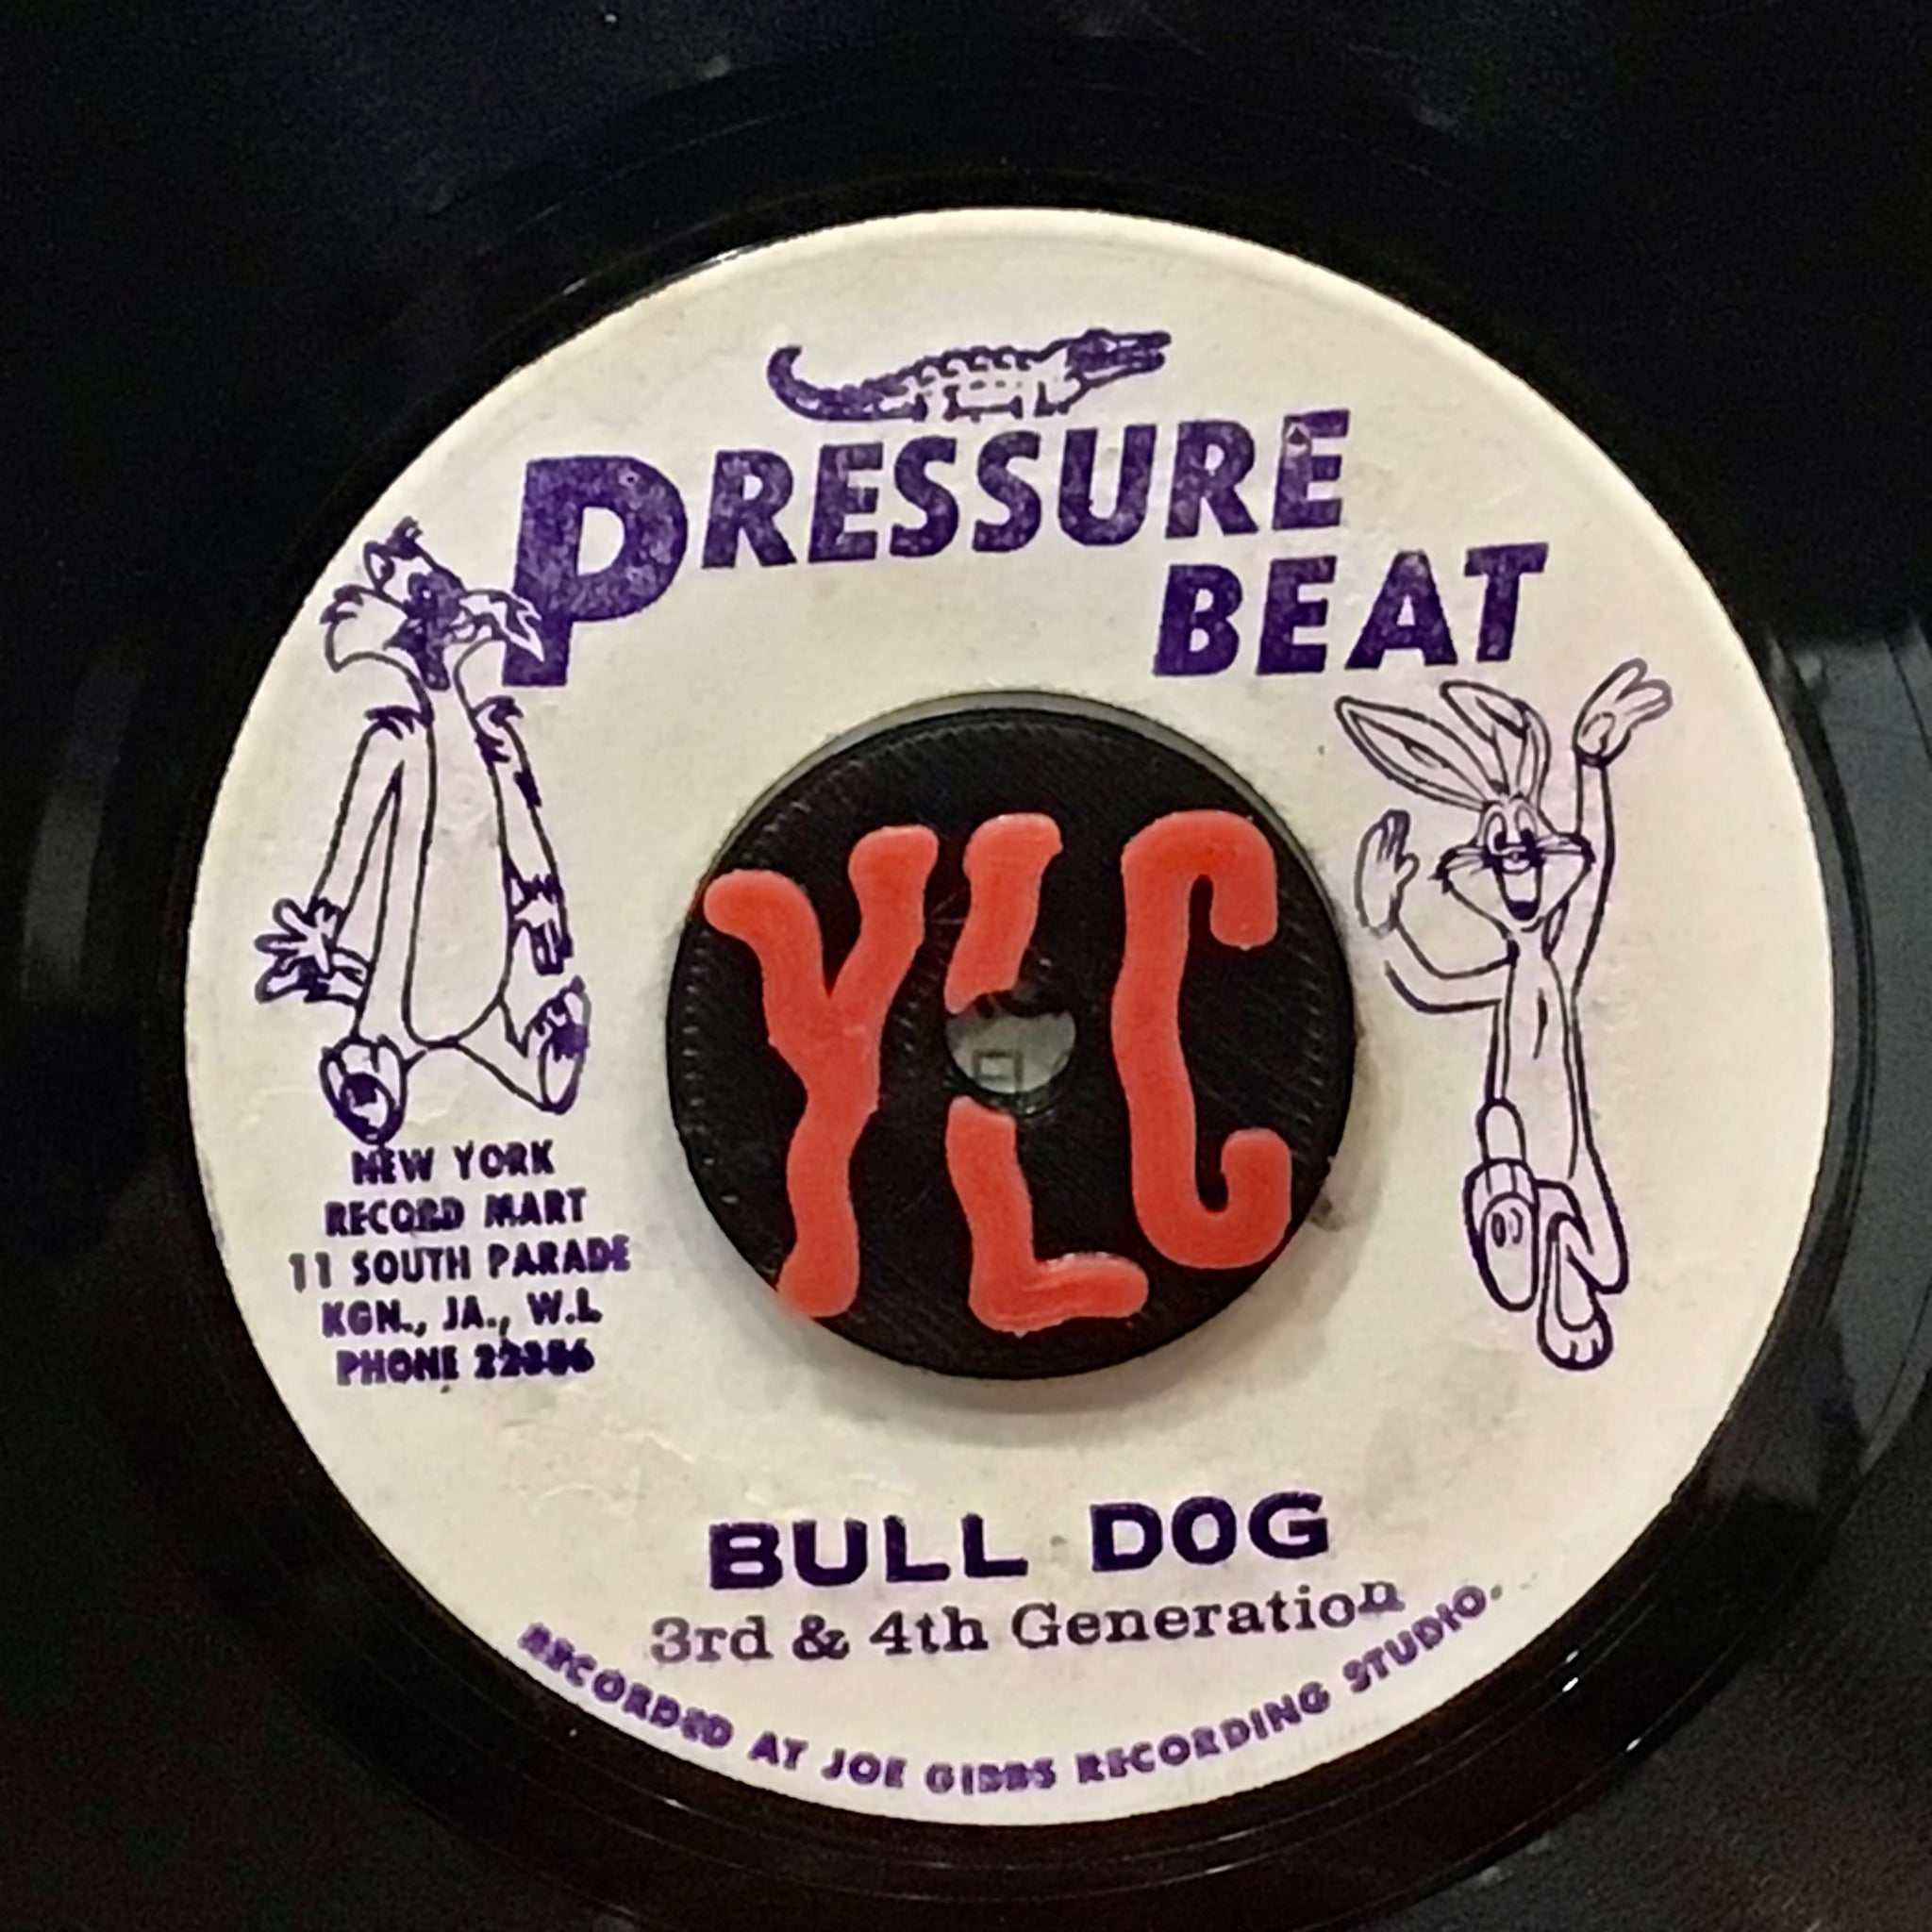 PRESSURE
BEAT
YLC
NEW YORK
RECORD MART
11 SOUTH PARADE
KGN., JA., W.I.
PHONE
BULL DOG
3rd & 4th Generation
RECORDED AT JOE GIBBS RECORDING STUDIO.